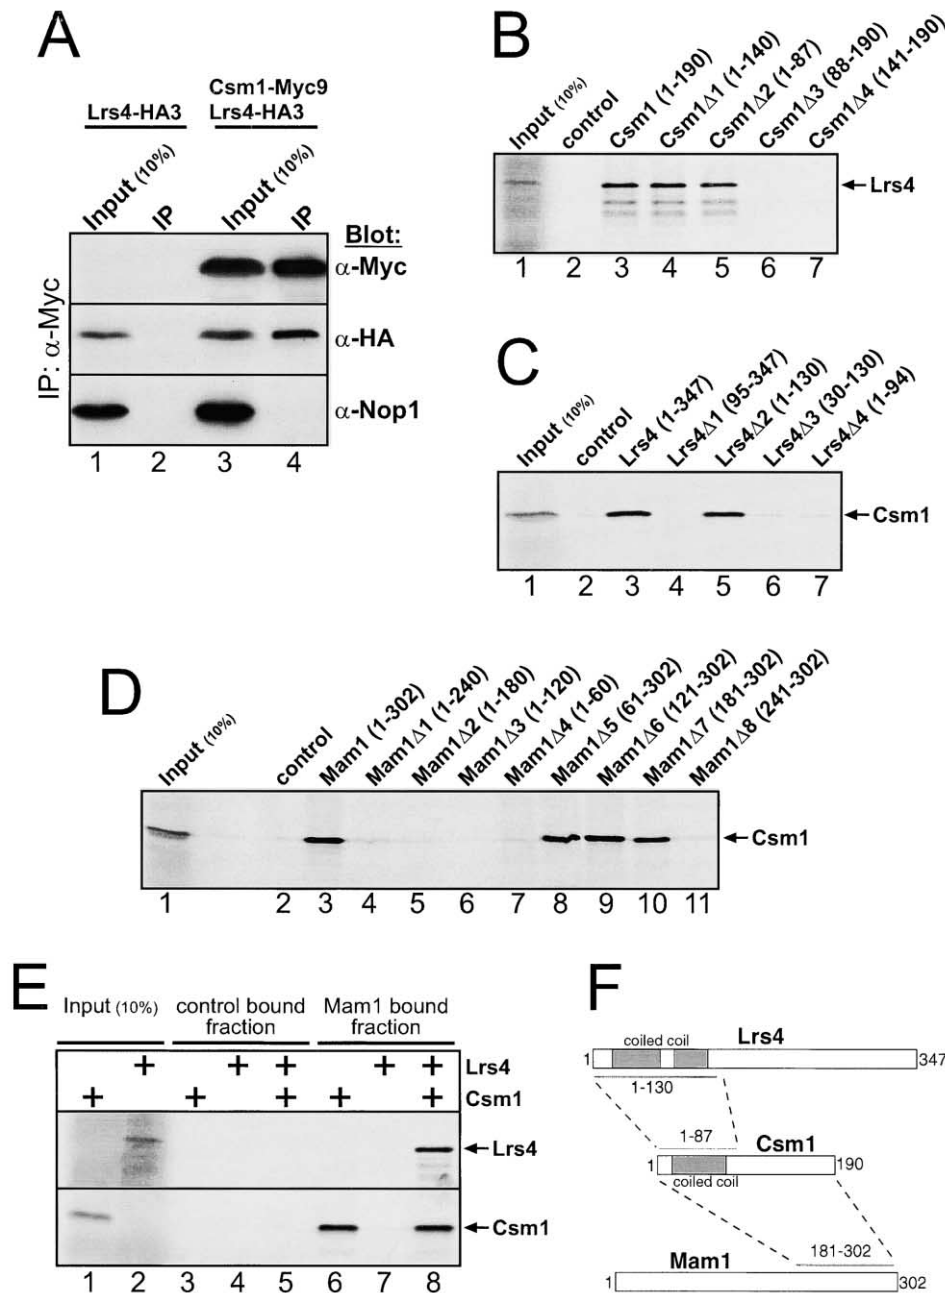 A
Lrs4-HA3
Csm1-Myc9
Lrs4-HA3
Input (10%)
IP
Input (10%)
IP
Blot:
IP: α-Myc
α-Myc
α-HA
α-Nop1
1 2 3 4
B
Input (10%)
control
Csm1 (1-190)
Csm1Δ1 (1-140)
Csm1Δ2 (1-87)
Csm1Δ3 (88-190)
Csm1Δ4 (141-190)
Lrs4
1 2 3 4 5 6 7
C
Input (10%)
control
Lrs4 (1-347)
Lrs4Δ1 (95-347)
Lrs4Δ2 (1-130)
Lrs4Δ3 (30-130)
Lrs4Δ4 (1-94)
Csm1
1 2 3 4 5 6 7
D
Input (10%)
control
Mam1 (1-302)
Mam1Δ1 (1-240)
Mam1Δ2 (1-180)
Mam1Δ3 (1-120)
Mam1Δ4 (1-60)
Mam1Δ5 (61-302)
Mam1Δ6 (121-302)
Mam1Δ7 (181-302)
Mam1Δ8 (241-302)
Csm1
1 2 3 4 5 6 7 8 9 10 11
E
Input (10%)
control bound
fraction
Mam1 bound
fraction
+ + + + + Lrs4
+ + + + + Csm1
Lrs4
Csm1
1 2 3 4 5 6 7 8
F
Lrs4
coiled coil
1 347
1-130
1-87
Csm1
1 190
coiled coil
181-302
Mam1
1 302